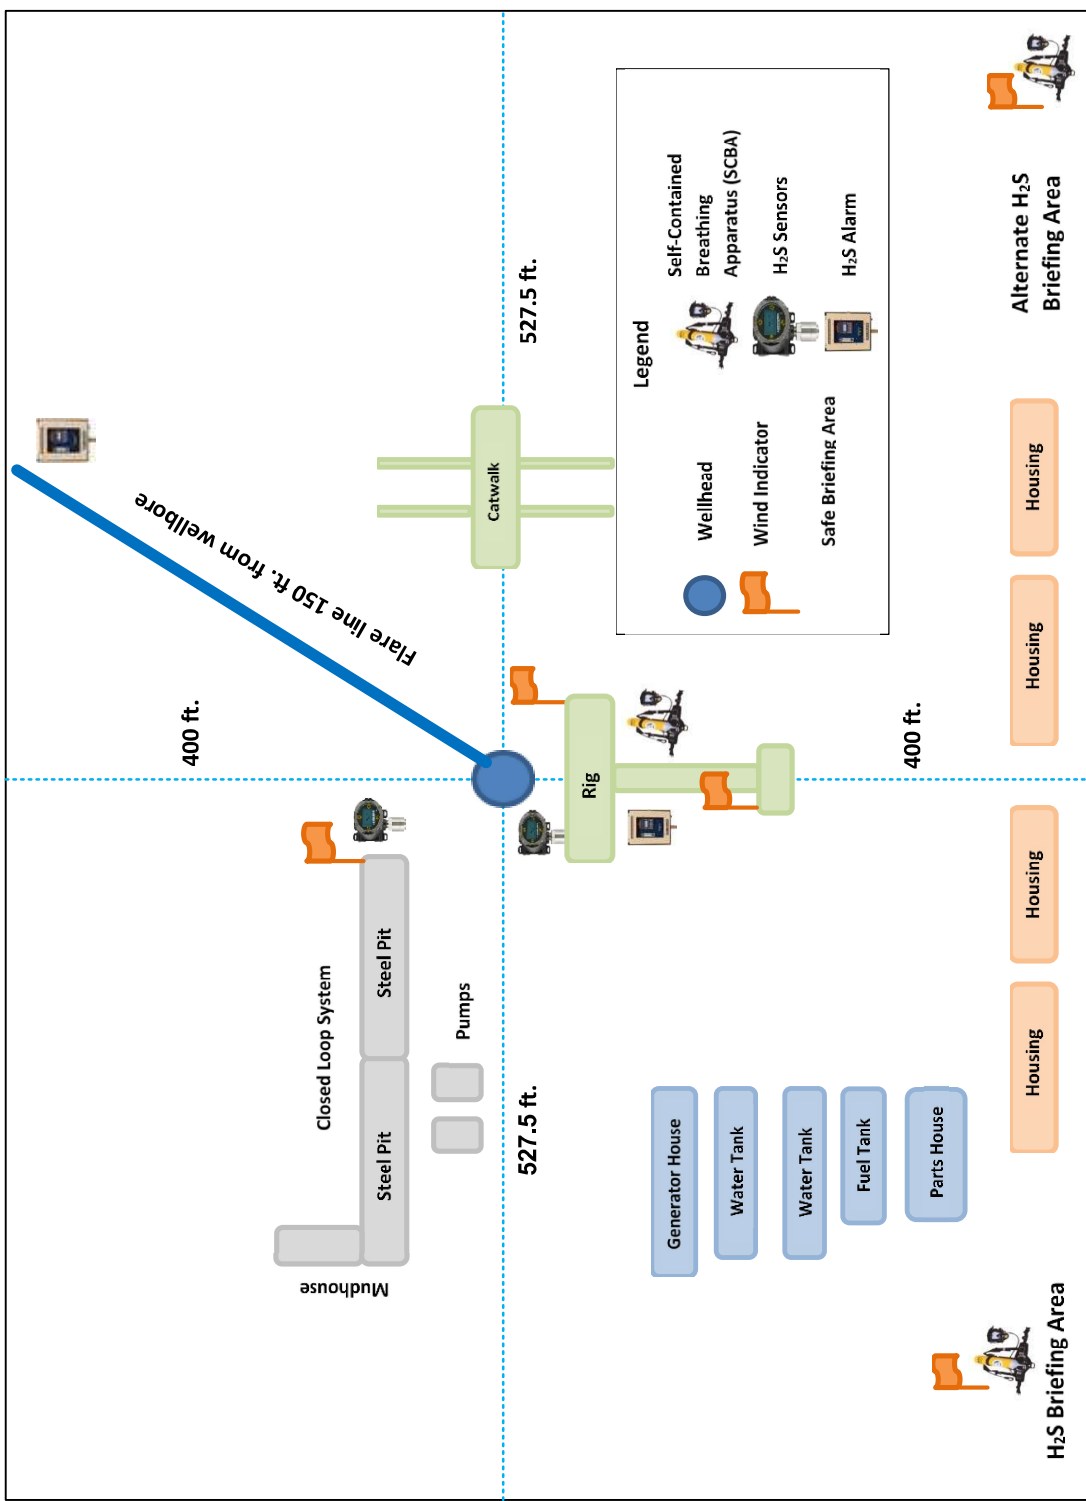 Flare line 150 ft. from wellbore
400 ft.
527.5 ft.
Catwalk
Legend
Self-Contained
Breathing
Apparatus (SCBA)
H₂S Sensors
H₂S Alarm
Wellhead
Wind Indicator
Safe Briefing Area
Alternate H₂S
Briefing Area
Closed Loop System
Steel Pit
Steel Pit
Mudhouse
Pumps
527.5 ft.
Rig
400 ft.
Generator House
Water Tank
Water Tank
Fuel Tank
Parts House
Housing
Housing
Housing
Housing
H₂S Briefing Area